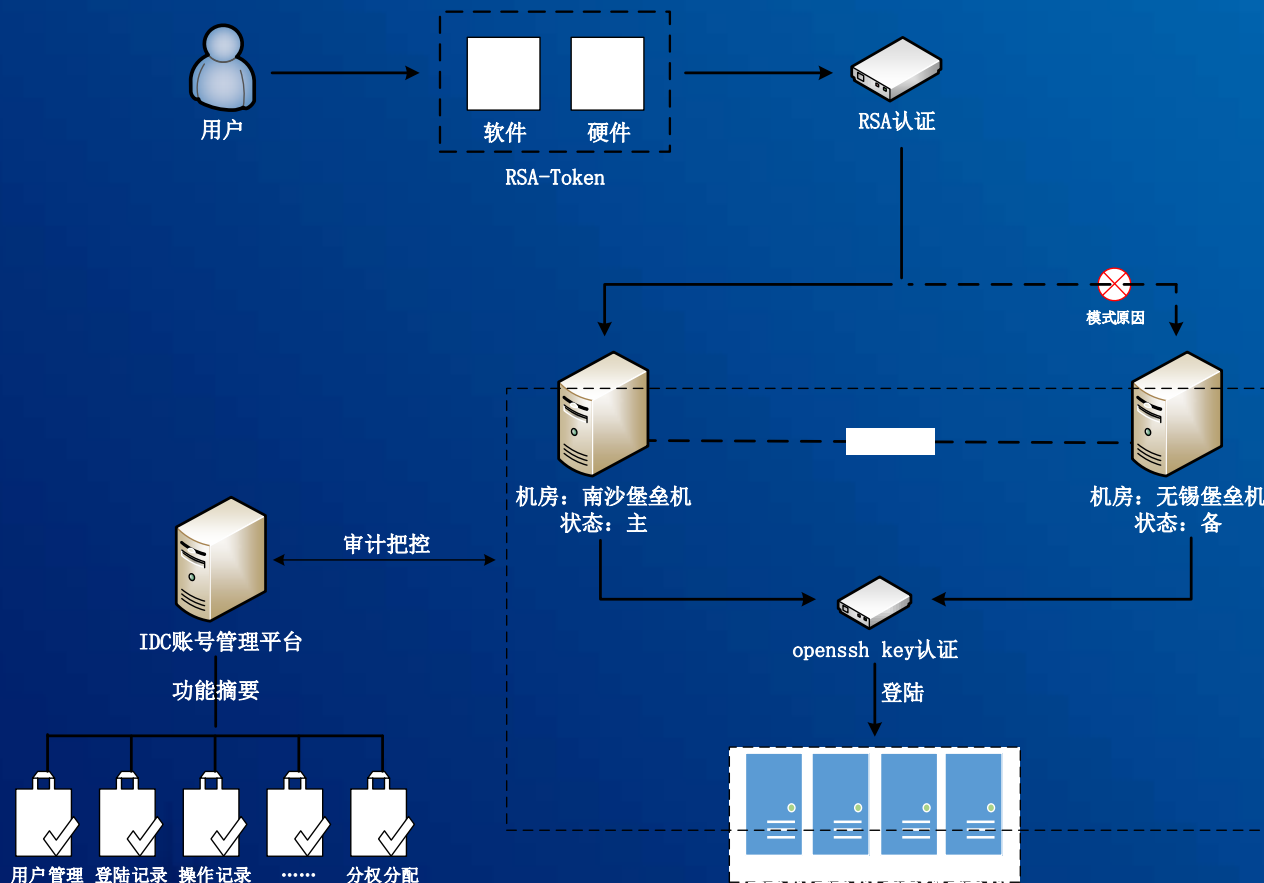 用户
软件
硬件
RSA-Token
RSA认证
模式原因
机房：南沙堡垒机
状态：主
机房：无锡堡垒机
状态：备
审计把控
IDC账号管理平台
功能摘要
openssh key认证
登陆
用户管理
登陆记录
操作记录
……
分权分配